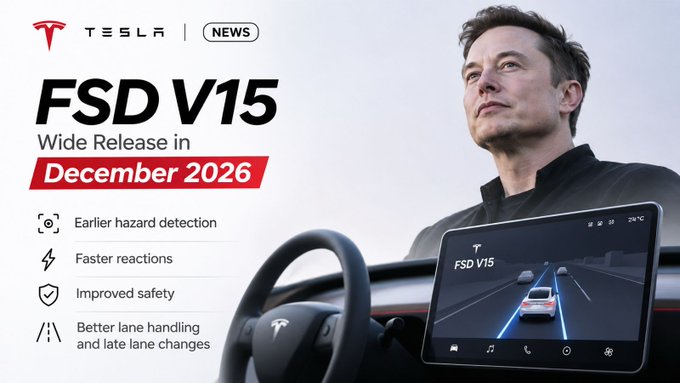 TESLA
NEWS
FSD V15
Wide Release in
December 2026
Earlier hazard detection
Faster reactions
Improved safety
Better lane handling
and late lane changes
FSD V15